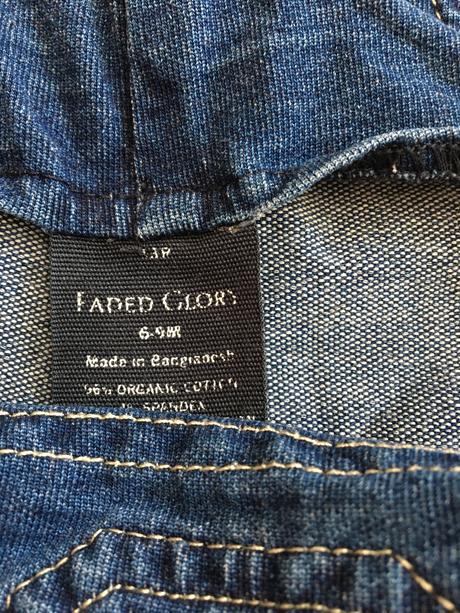 FADED GLORY
6-9M
Made in Bangladesh
96% ORGANIC COTTON
SPANDEX